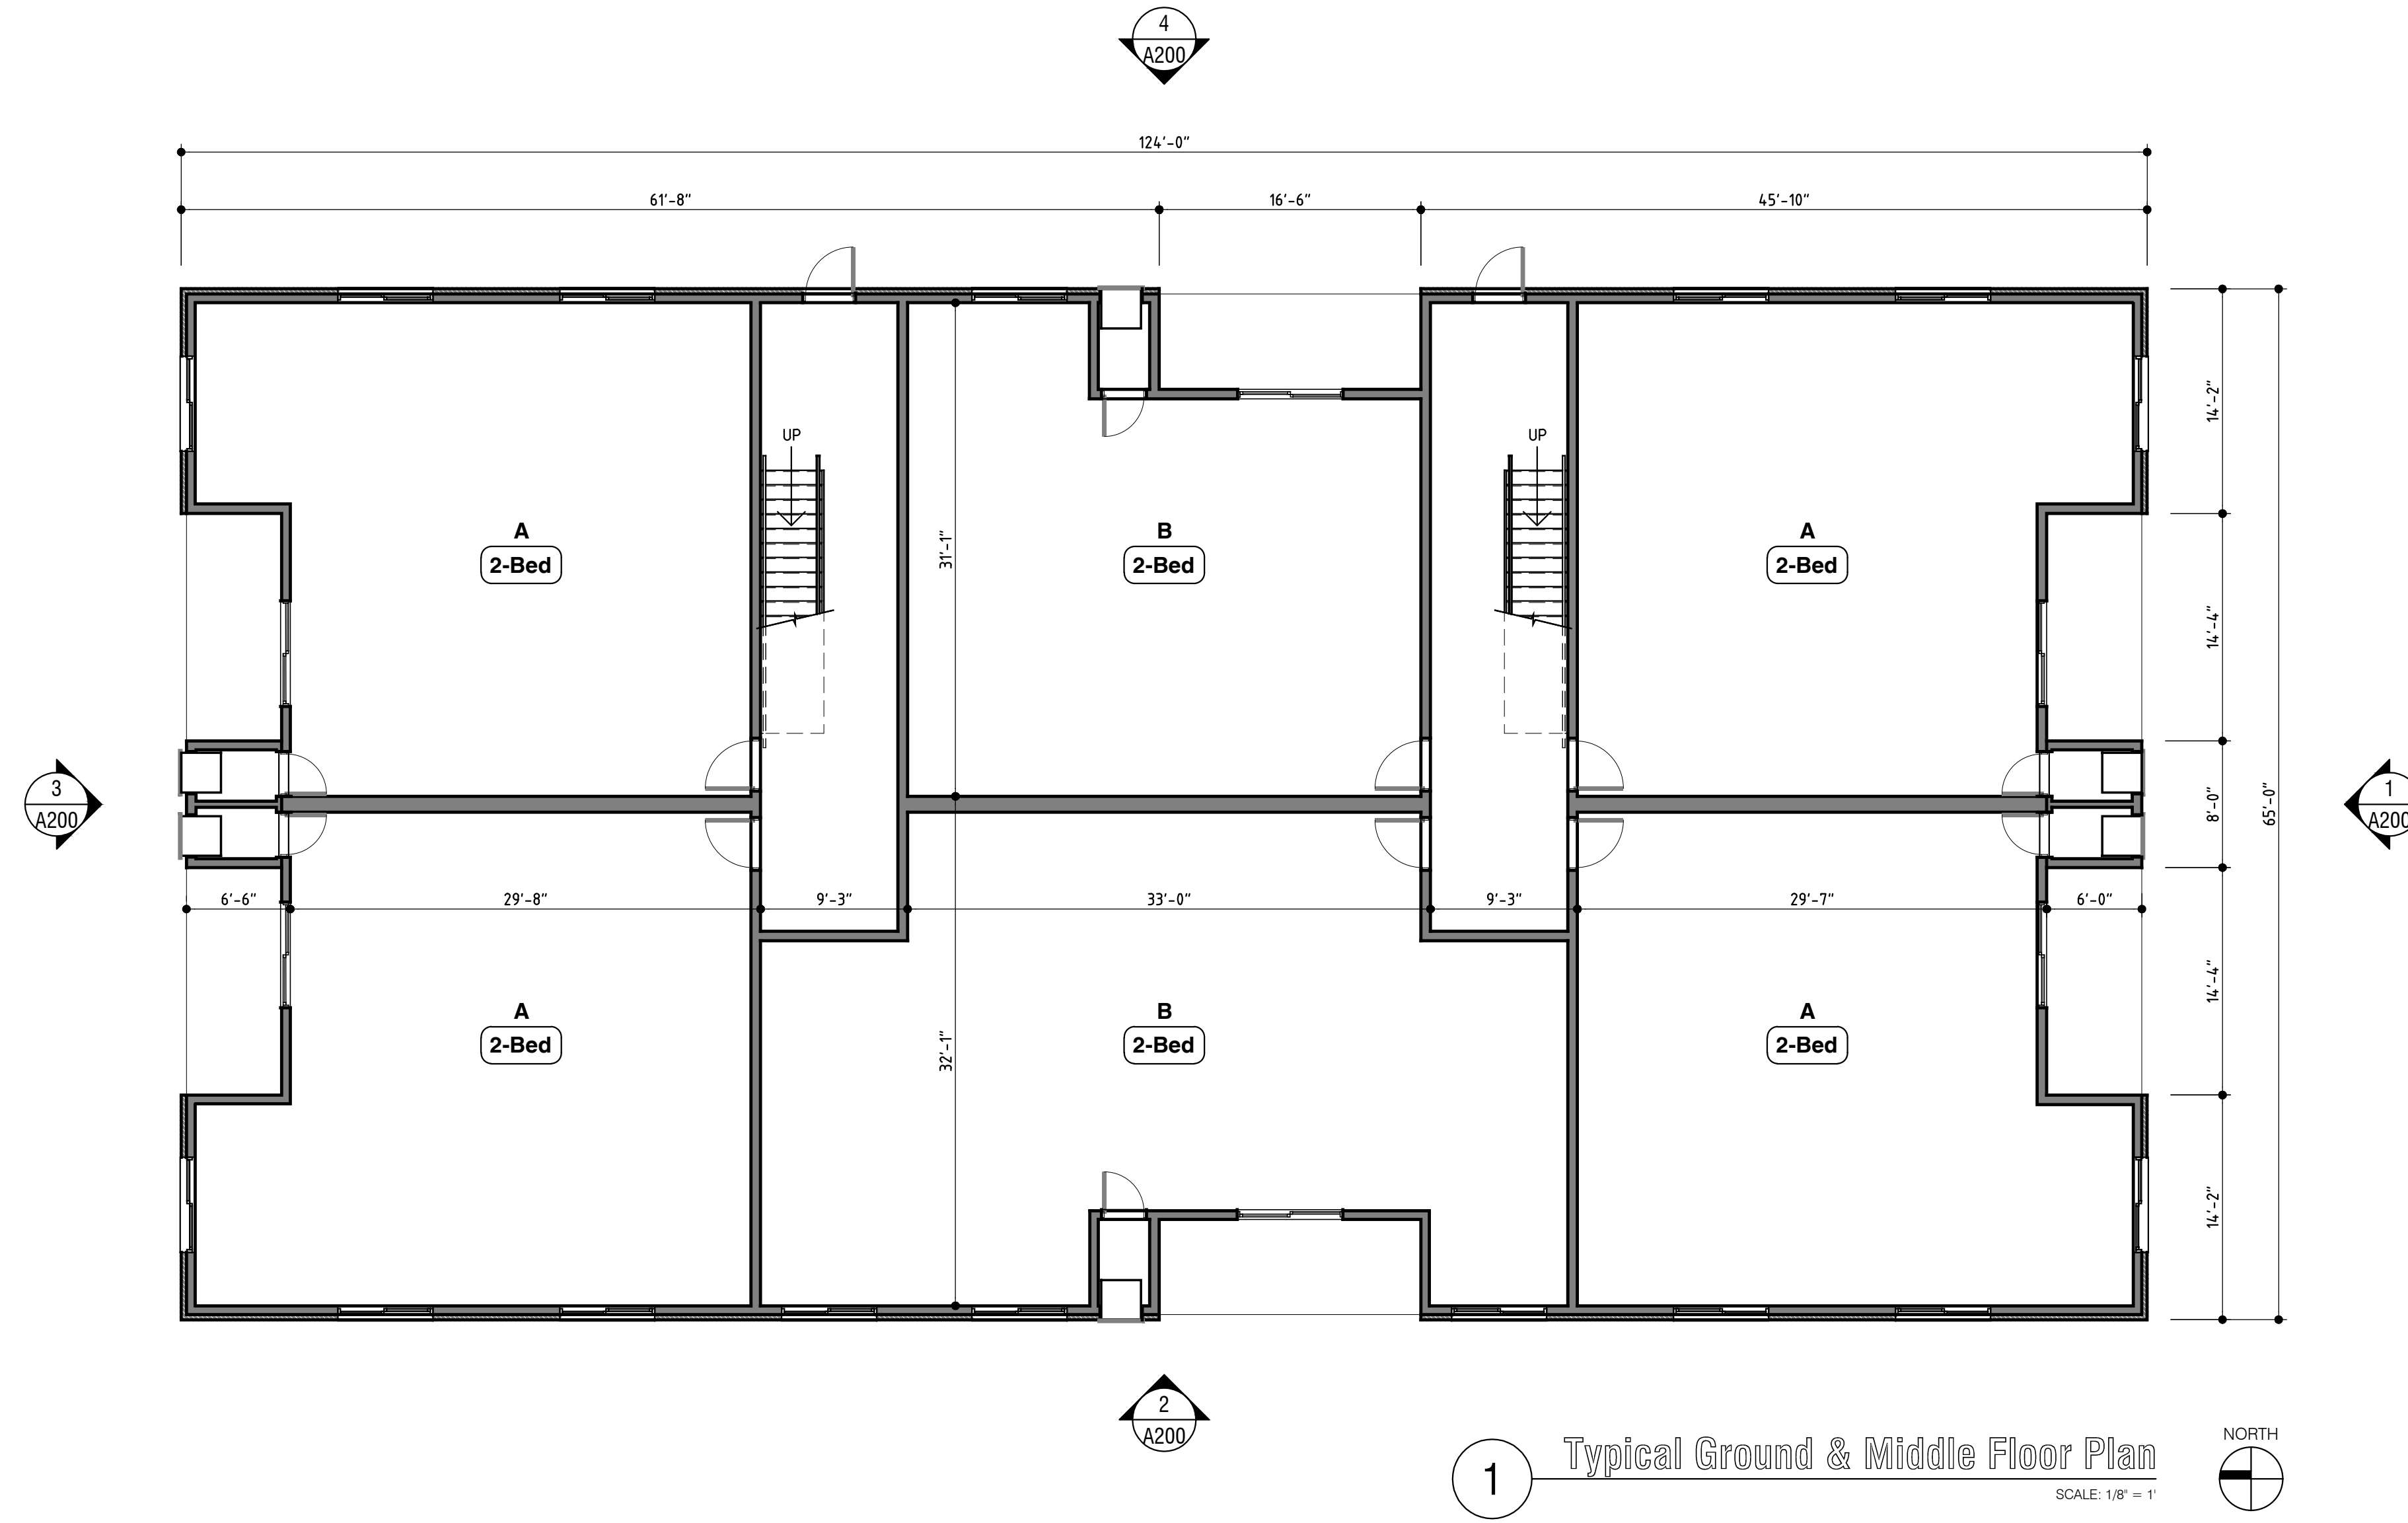 4
A200
124'-0"
61'-8"
16'-6"
45'-10"
14'-2"
UP
UP
A
2-Bed
31'-1"
B
2-Bed
A
2-Bed
14'-4"
3
A200
8'-0"
65'-0"
1
A200
6'-6"
29'-8"
9'-3"
33'-0"
9'-3"
29'-7"
6'-0"
14'-4"
A
2-Bed
32'-1"
B
2-Bed
A
2-Bed
14'-2"
2
A200
1
Typical Ground & Middle Floor Plan
SCALE: 1/8" = 1'
NORTH